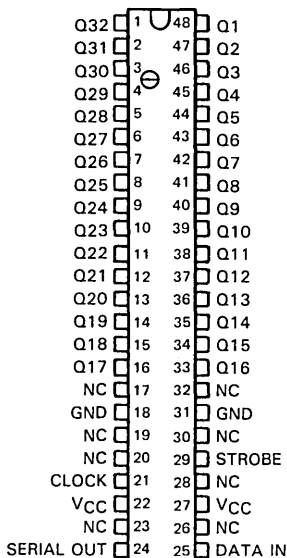 Q32 1 48 Q1
Q31 2 47 Q2
Q30 3 46 Q3
Q29 4 45 Q4
Q28 5 44 Q5
Q27 6 43 Q6
Q26 7 42 Q7
Q25 8 41 Q8
Q24 9 40 Q9
Q23 10 39 Q10
Q22 11 38 Q11
Q21 12 37 Q12
Q20 13 36 Q13
Q19 14 35 Q14
Q18 15 34 Q15
Q17 16 33 Q16
NC 17 32 NC
GND 18 31 GND
NC 19 30 NC
NC 20 29 STROBE
CLOCK 21 28 NC
VCC 22 27 VCC
NC 23 26 NC
SERIAL OUT 24 25 DATA IN